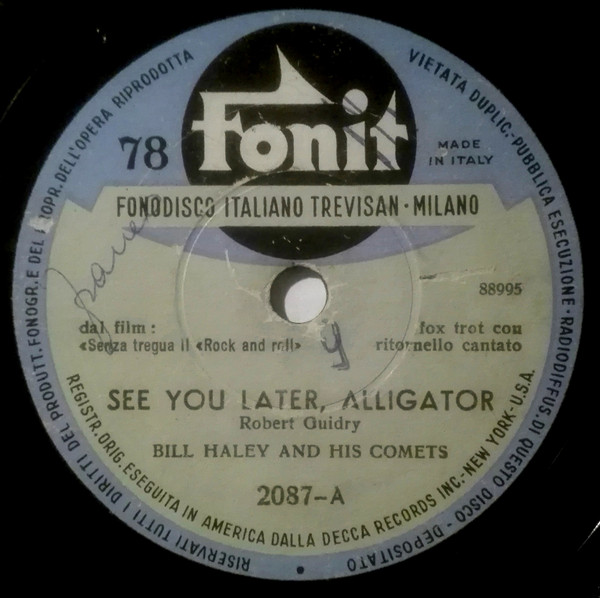 Fonit
78
MADE
IN ITALY
FONODISCO ITALIANO TREVISAN · MILANO
88995
dal film :
«Senza tregua il «Rock and roll»
fox trot con
ritornello cantato
SEE YOU LATER, ALLIGATOR
Robert Guidry
BILL HALEY AND HIS COMETS
2087-A
REGISTR. ORIG. ESEGUITA IN AMERICA DALLA DECCA RECORDS INC.-NEW YORK-U.S.A.
RISERVATI TUTTI I DIRITTI DEL PRODUTT. FONOGR. E DEL PROPR. DELL'OPERA RIPRODOTTA
VIETATA DUPLIC.-PUBBLICA ESECUZIONE-RADIODIFFUS. DI QUESTO DISCO - DEPOSITATO